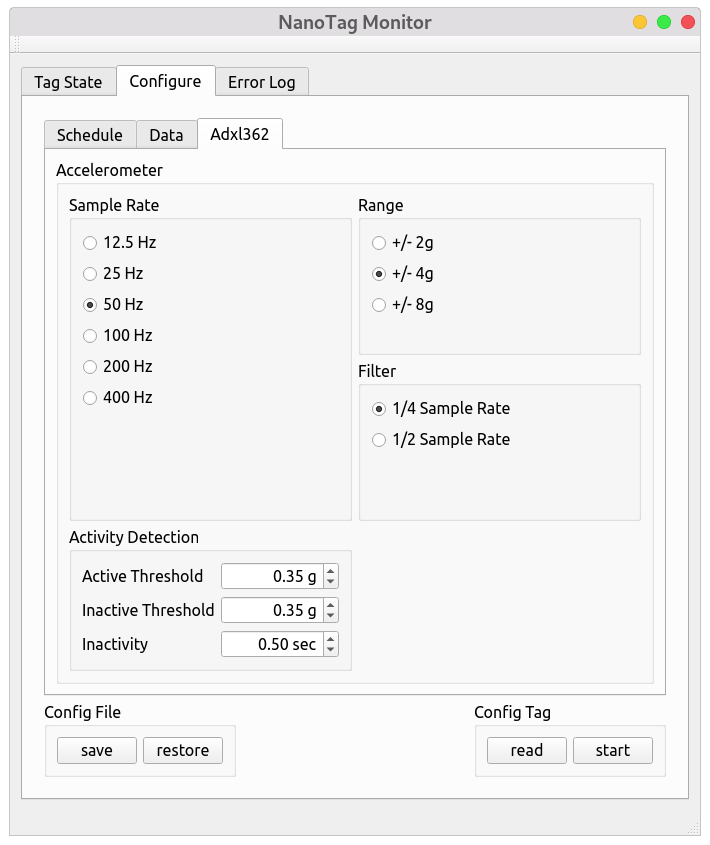 NanoTag Monitor
Tag State Configure Error Log
Schedule Data Adxl362
Accelerometer
Sample Rate
12.5 Hz
25 Hz
50 Hz
100 Hz
200 Hz
400 Hz
Range
+/- 2g
+/- 4g
+/- 8g
Filter
1/4 Sample Rate
1/2 Sample Rate
Activity Detection
Active Threshold 0.35 g
Inactive Threshold 0.35 g
Inactivity 0.50 sec
Config File
save restore
Config Tag
read start